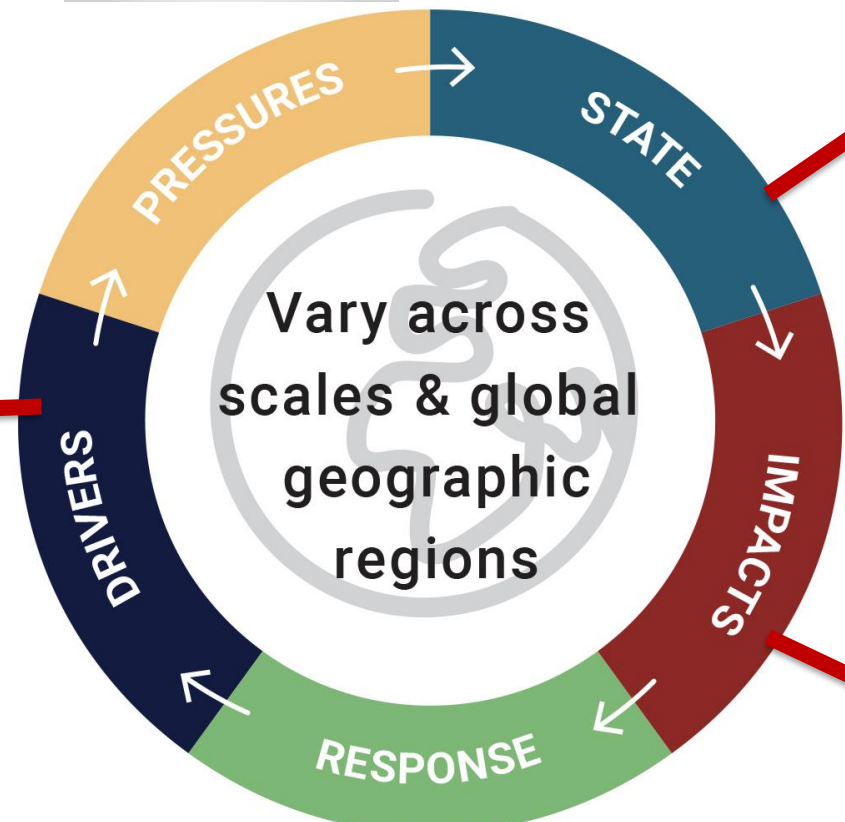 PRESSURES
STATE
Vary across
scales & global
geographic
regions
DRIVERS
IMPACTS
RESPONSE